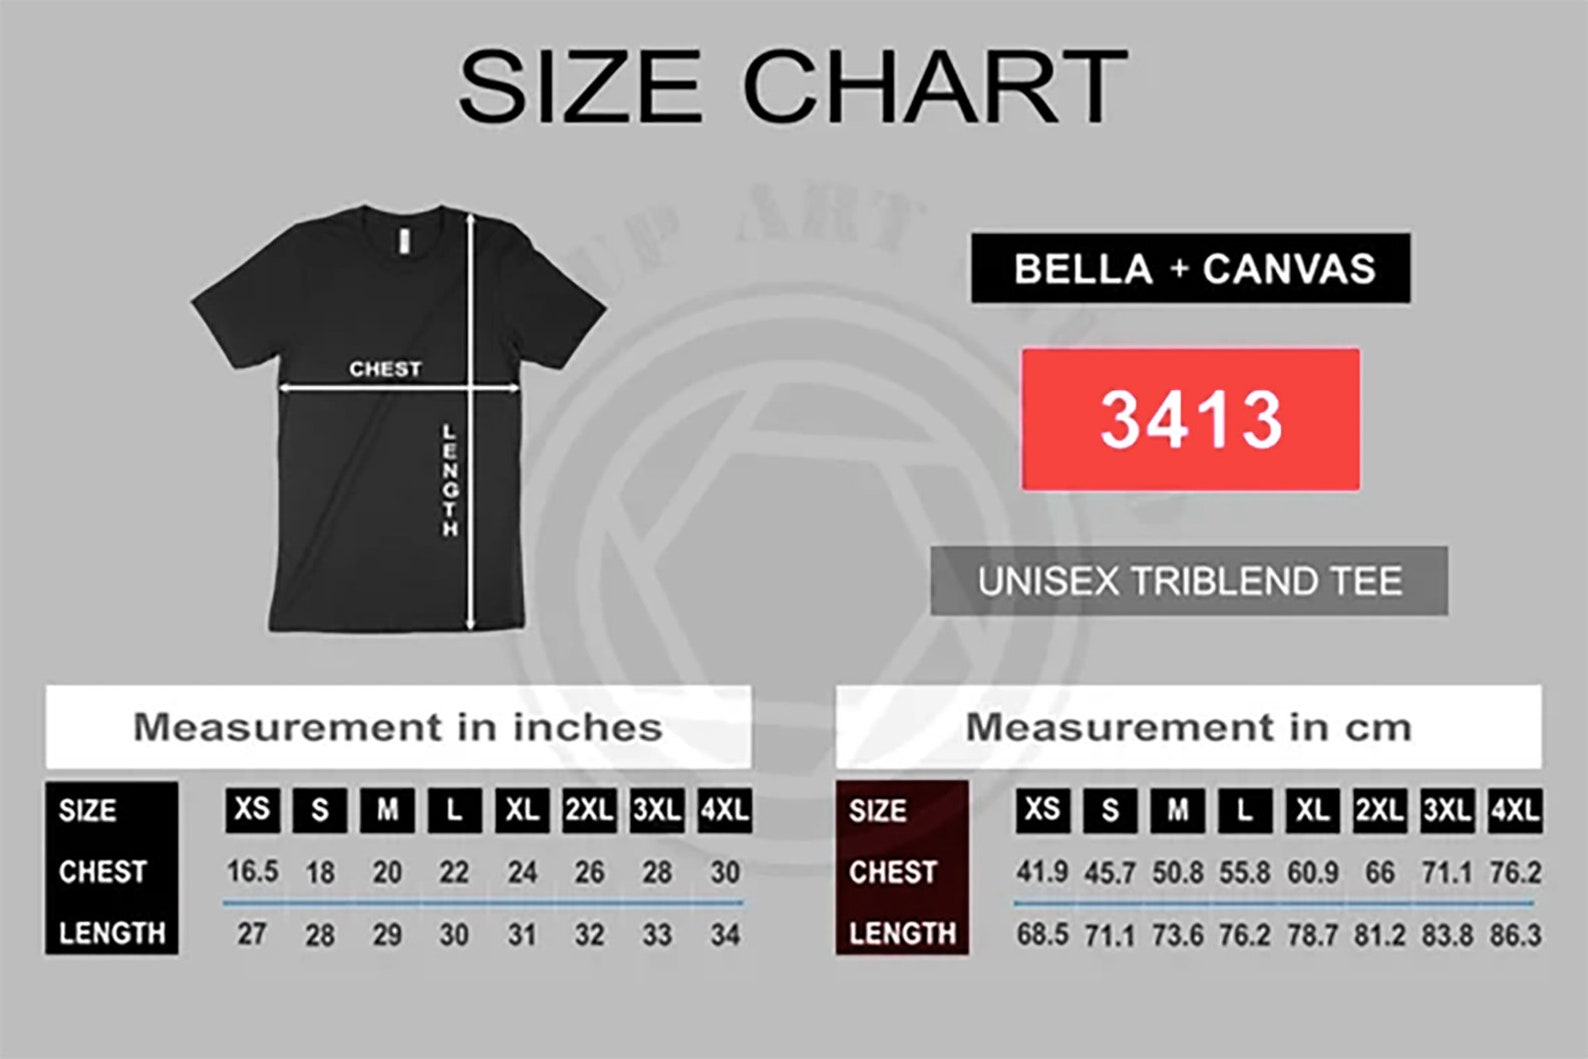 SIZE CHART
CHEST
LENGTH
BELLA + CANVAS
3413
UNISEX TRIBLEND TEE
Measurement in inches
SIZE XS S M L XL 2XL 3XL 4XL
CHEST 16.5 18 20 22 24 26 28 30
LENGTH 27 28 29 30 31 32 33 34
Measurement in cm
SIZE XS S M L XL 2XL 3XL 4XL
CHEST 41.9 45.7 50.8 55.8 60.9 66 71.1 76.2
LENGTH 68.5 71.1 73.6 76.2 78.7 81.2 83.8 86.3